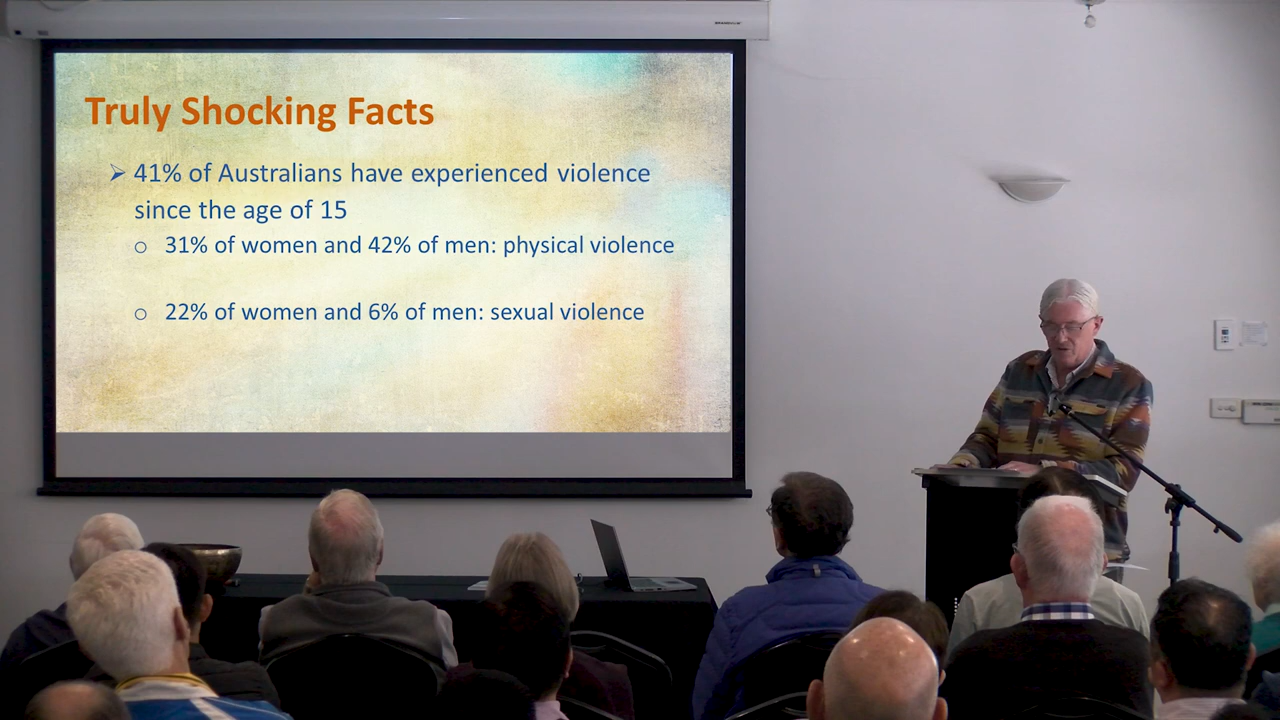 Truly Shocking Facts
➢ 41% of Australians have experienced violence
since the age of 15
o 31% of women and 42% of men: physical violence
o 22% of women and 6% of men: sexual violence